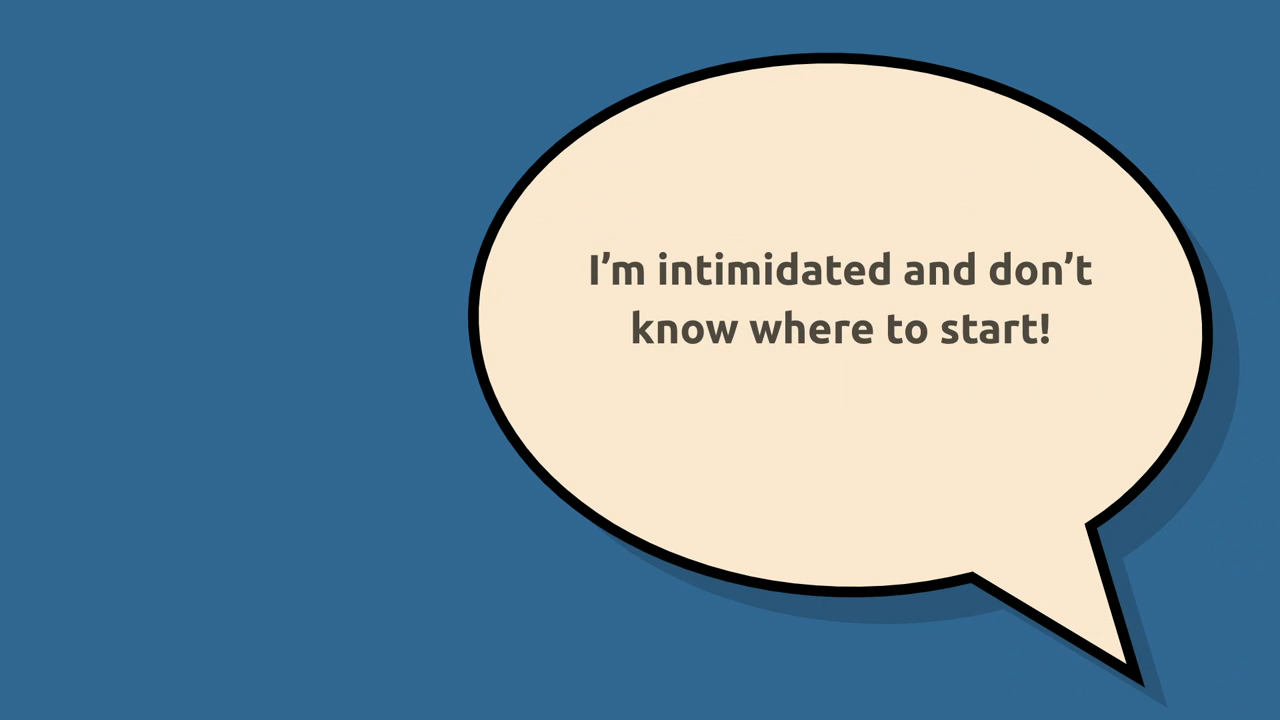 I’m intimidated and don’t
know where to start!